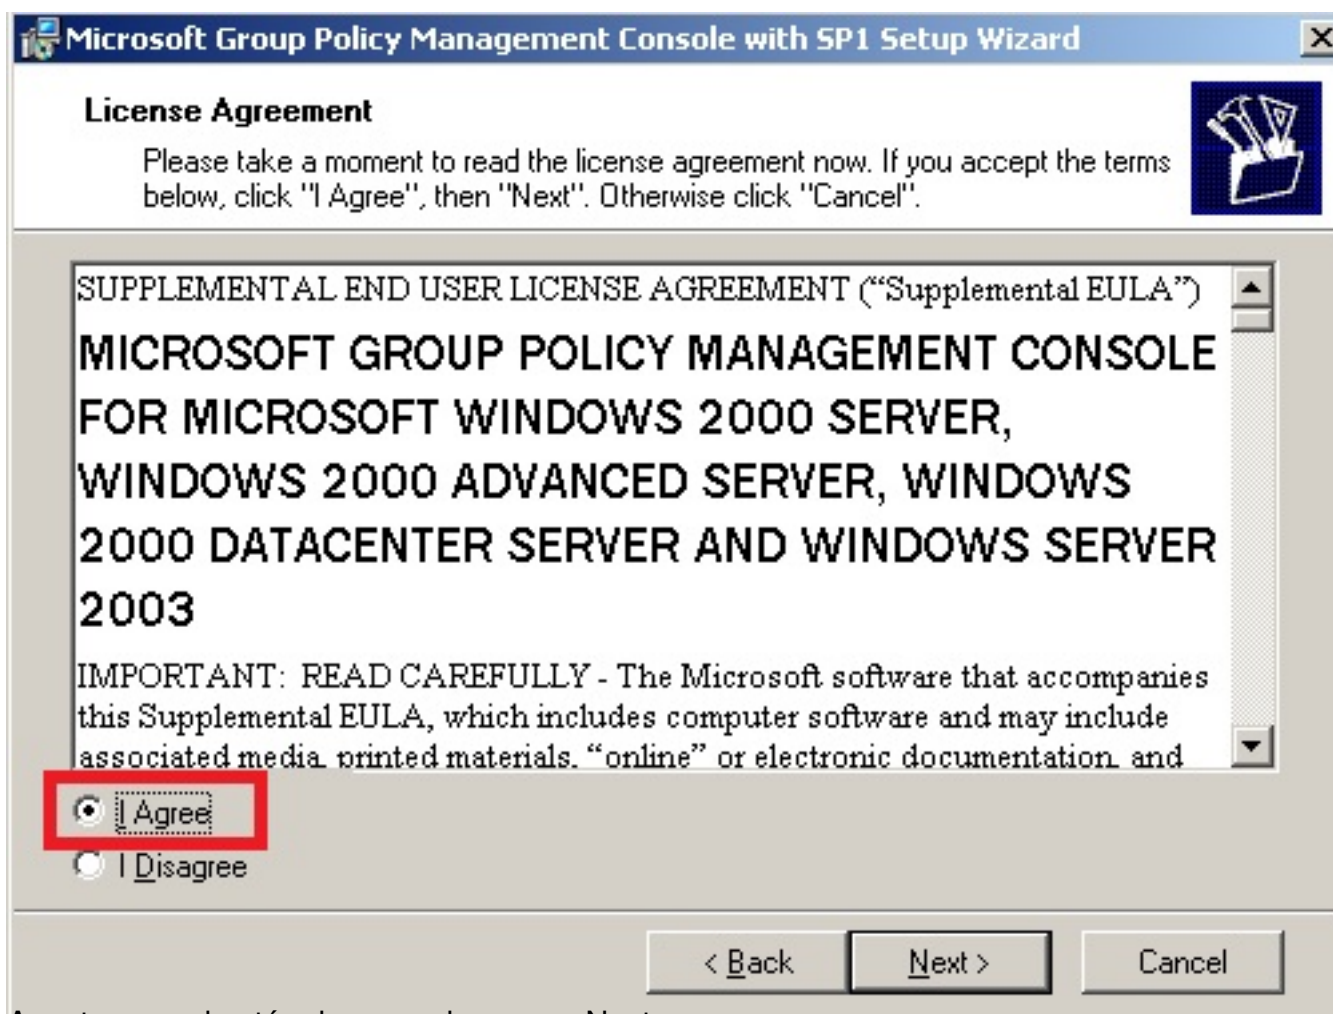 Microsoft Group Policy Management Console with SP1 Setup Wizard
License Agreement
Please take a moment to read the license agreement now. If you accept the terms
below, click "I Agree", then "Next". Otherwise click "Cancel".
SUPPLEMENTAL END USER LICENSE AGREEMENT (“Supplemental EULA”)
MICROSOFT GROUP POLICY MANAGEMENT CONSOLE
FOR MICROSOFT WINDOWS 2000 SERVER,
WINDOWS 2000 ADVANCED SERVER, WINDOWS
2000 DATACENTER SERVER AND WINDOWS SERVER
2003
IMPORTANT: READ CAREFULLY - The Microsoft software that accompanies
this Supplemental EULA, which includes computer software and may include
associated media, printed materials, “online” or electronic documentation, and
I Agree
I Disagree
< Back
Next >
Cancel